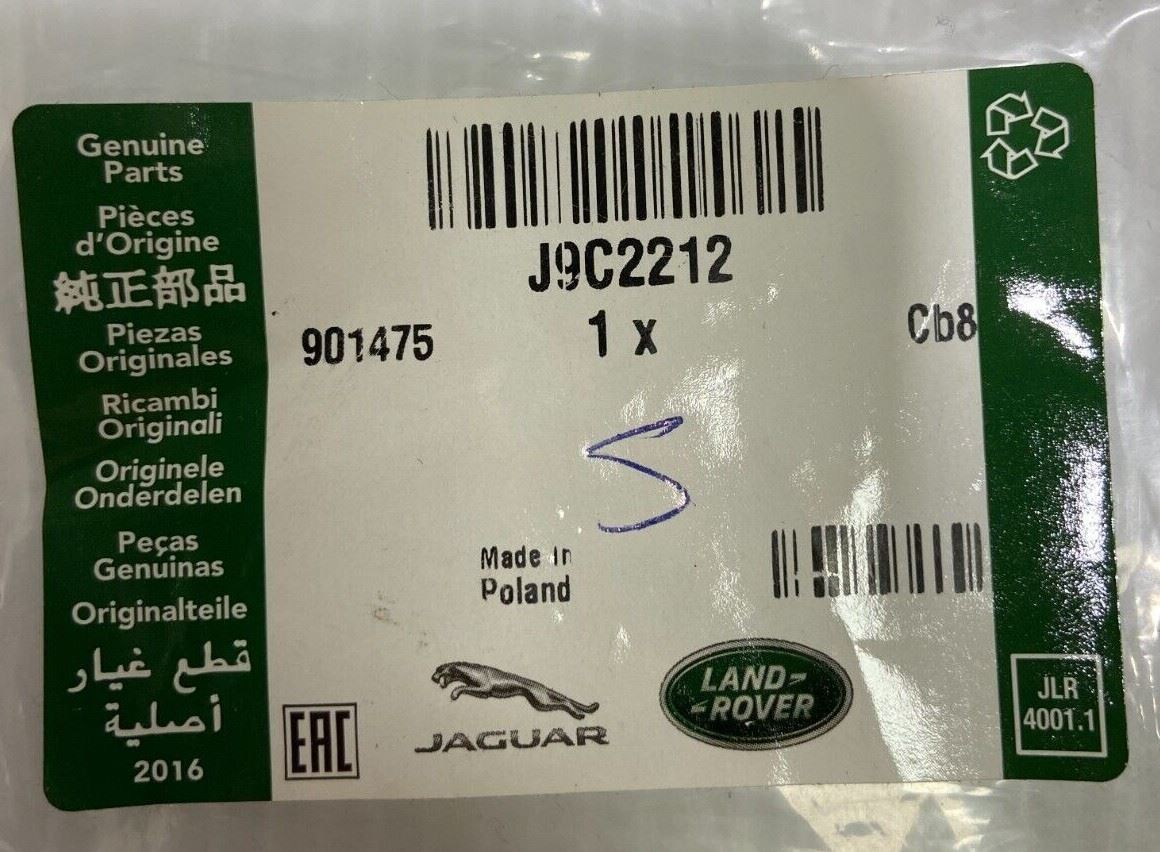 Genuine
Parts
Pièces
d'Origine
純正部品
Piezas
Originales
Ricambi
Originali
Originele
Onderdelen
Peças
Genuinas
Originalteile
قطع غيار
أصلية
2016
J9C2212
901475
1 x
Cb8
5
Made In
Poland
EAC
JAGUAR
LAND-
-ROVER
JLR
4001.1